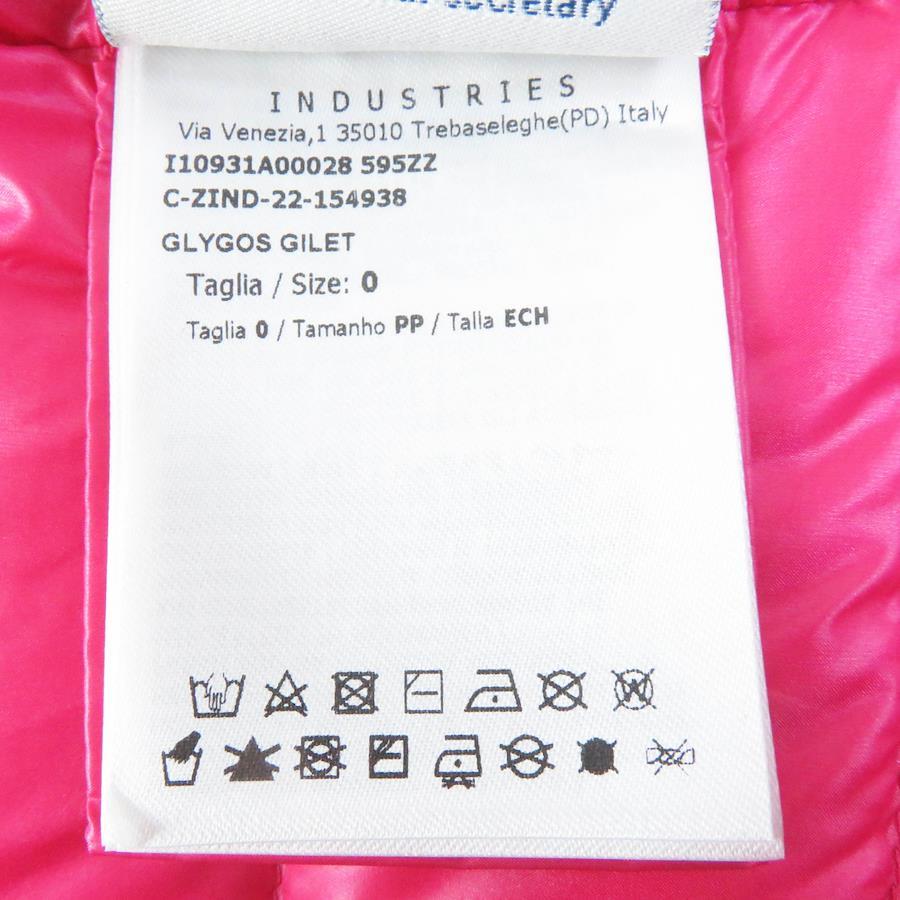 secretary
INDUSTRIES
Via Venezia,1 35010 Trebaseleghe(PD) Italy
I10931A00028 595ZZ
C-ZIND-22-154938
GLYGOS GILET
Taglia / Size: 0
Taglia 0 / Tamanho PP / Talla ECH